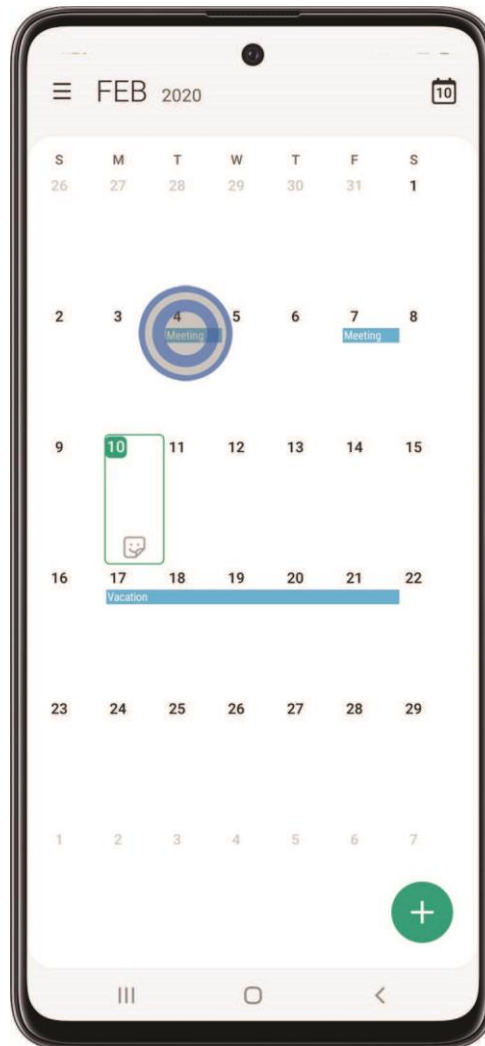 FEB 2020
10
S M T W T F S
26 27 28 29 30 31 1
2 3 4 5 6 7 8
Meeting Meeting
9 10 11 12 13 14 15
16 17 18 19 20 21 22
Vacation
23 24 25 26 27 28 29
1 2 3 4 5 6 7